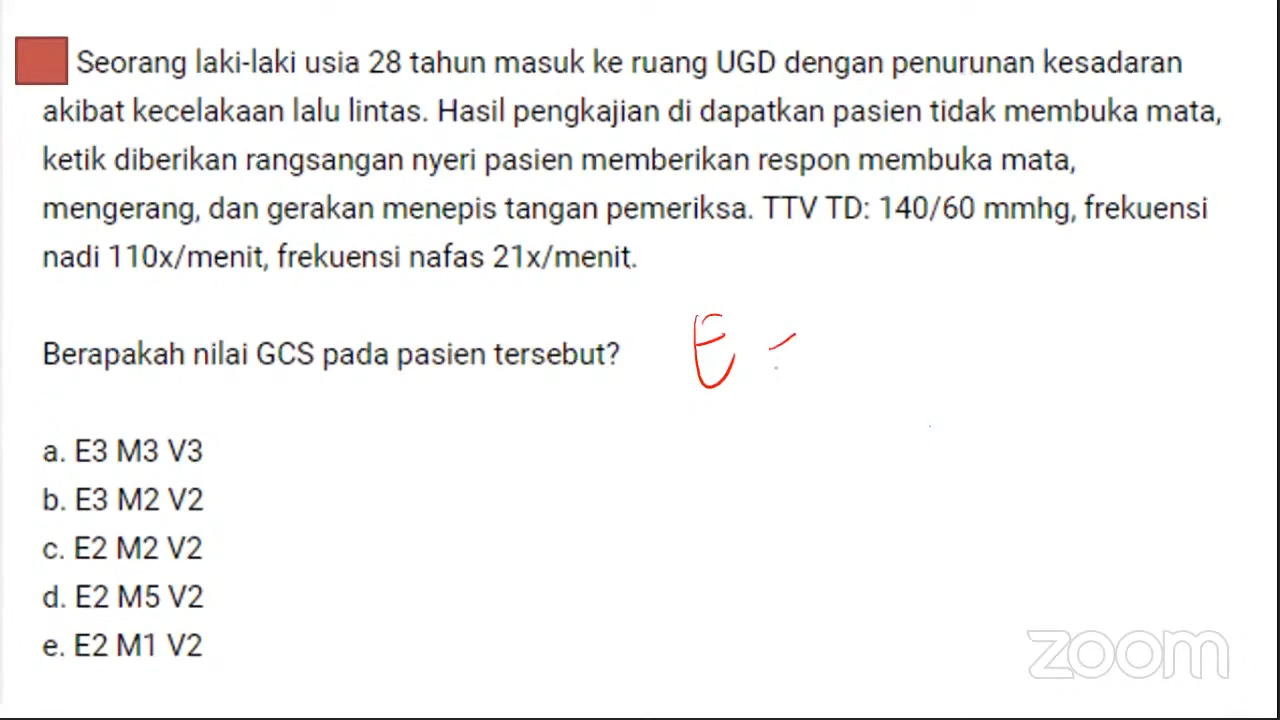 Seorang laki-laki usia 28 tahun masuk ke ruang UGD dengan penurunan kesadaran
akibat kecelakaan lalu lintas. Hasil pengkajian di dapatkan pasien tidak membuka mata,
ketik diberikan rangsangan nyeri pasien memberikan respon membuka mata,
mengerang, dan gerakan menepis tangan pemeriksa. TTV TD: 140/60 mmhg, frekuensi
nadi 110x/menit, frekuensi nafas 21x/menit.
Berapakah nilai GCS pada pasien tersebut?
E -
a. E3 M3 V3
b. E3 M2 V2
c. E2 M2 V2
d. E2 M5 V2
e. E2 M1 V2
zoom